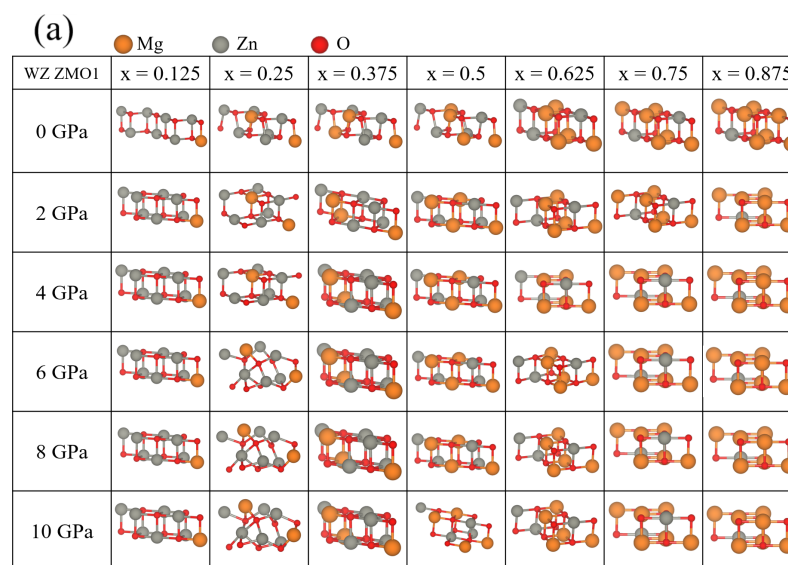 (a)
Mg Zn O
WZ ZMO1 x = 0.125 x = 0.25 x = 0.375 x = 0.5 x = 0.625 x = 0.75 x = 0.875
0 GPa
2 GPa
4 GPa
6 GPa
8 GPa
10 GPa